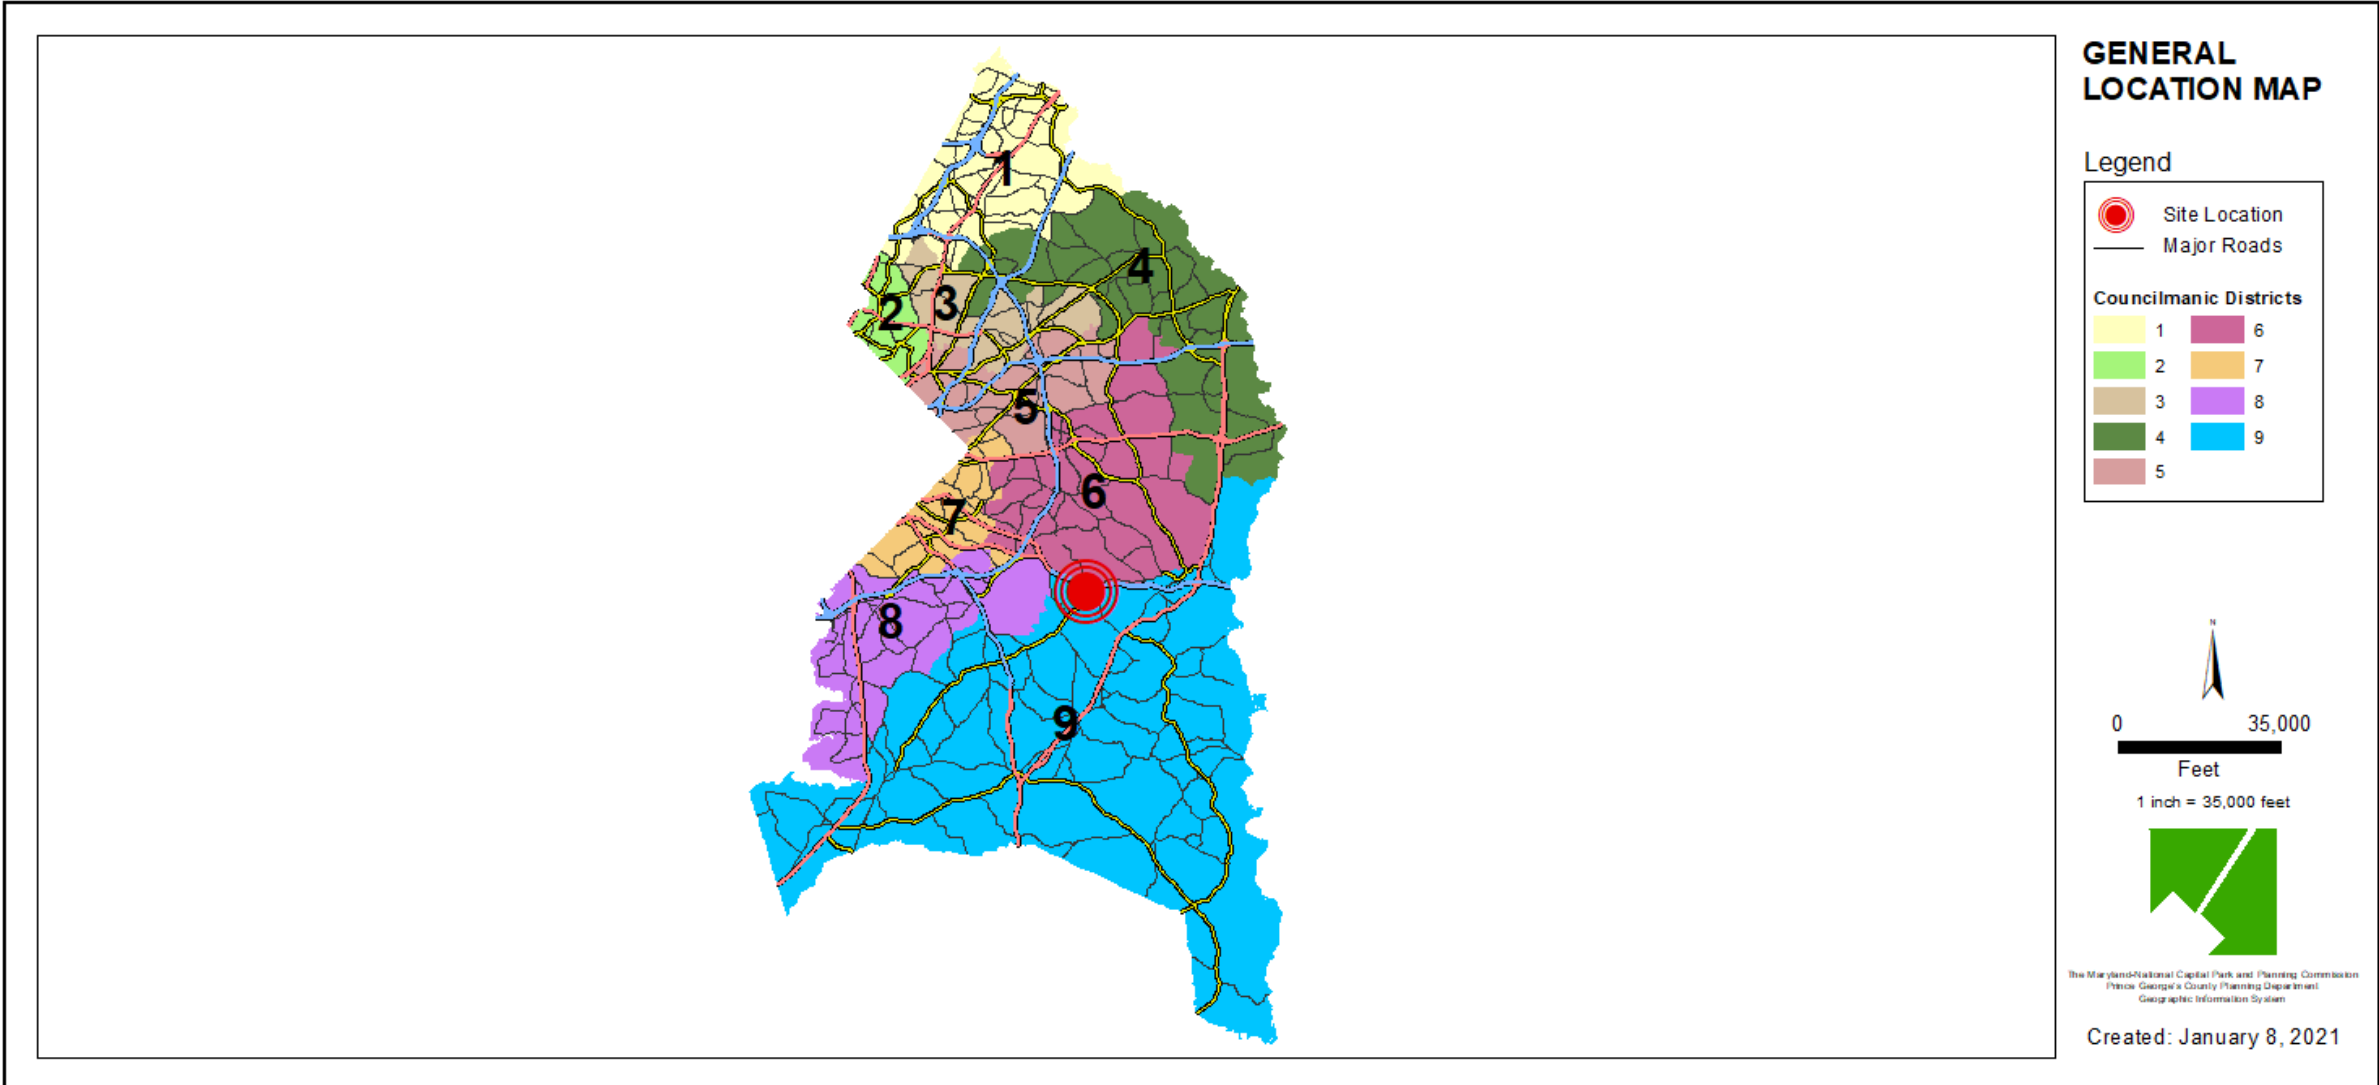 GENERAL
LOCATION MAP
Legend
Site Location
Major Roads
Councilmanic Districts
1 6
2 7
3 8
4 9
5
1
4
3
2
5
6
7
8
9
N
0 35,000
Feet
1 inch = 35,000 feet
The Maryland-National Capital Park and Planning Commission
Prince George's County Planning Department
Geographic Information System
Created: January 8, 2021